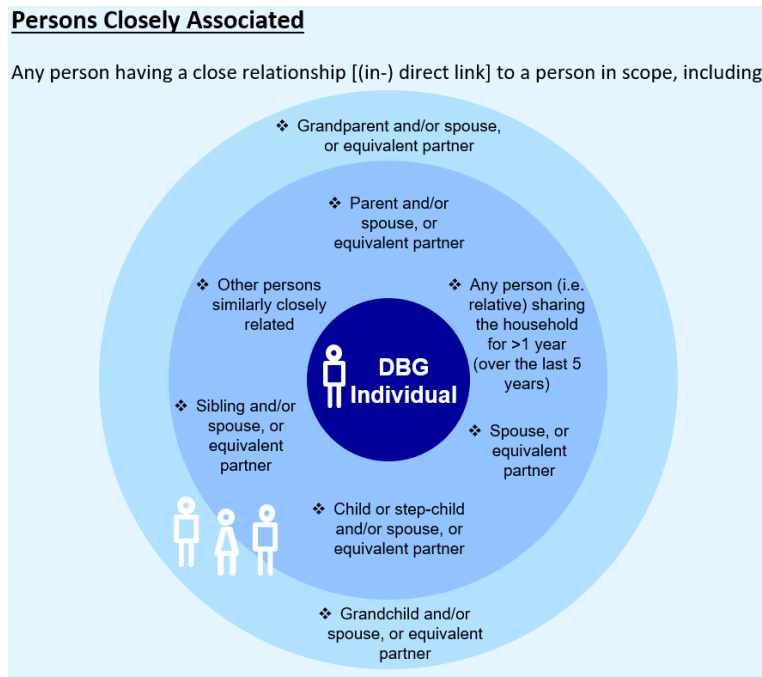 Persons Closely Associated
Any person having a close relationship [(in-) direct link] to a person in scope, including
❖ Grandparent and/or spouse,
or equivalent partner
❖ Parent and/or
spouse, or
equivalent partner
❖ Other persons
similarly closely
related
❖ Any person (i.e.
relative) sharing
the household
for >1 year
(over the last 5
years)
DBG
Individual
❖ Sibling and/or
spouse, or
equivalent
partner
❖ Spouse, or
equivalent
partner
❖ Child or step-child
and/or spouse, or
equivalent partner
❖ Grandchild and/or
spouse, or equivalent
partner